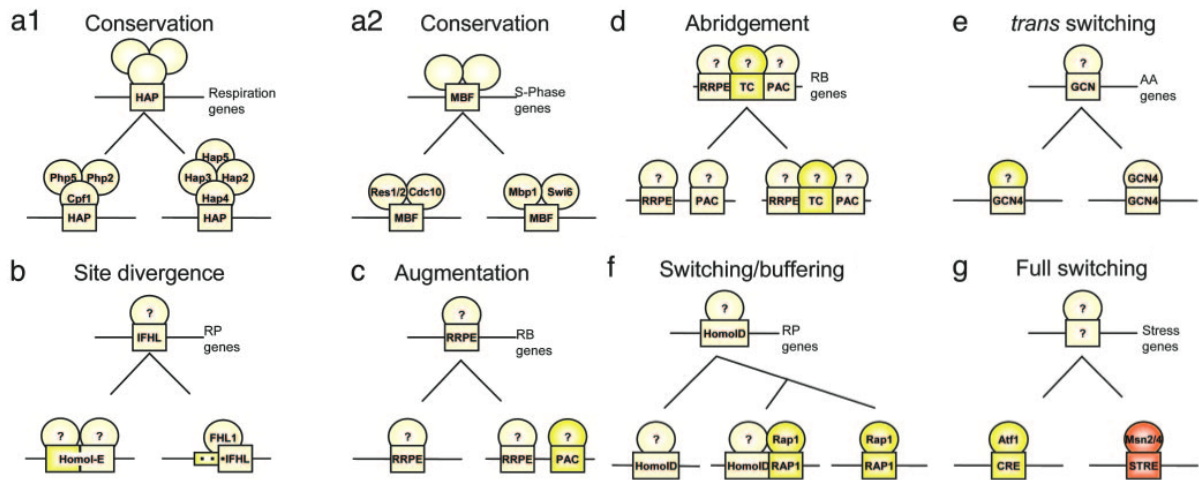 a1 Conservation
HAP
Respiration
genes
Hap5
Php5 Php2
Hap3 Hap2
Cpf1
Hap4
HAP
HAP
a2 Conservation
MBF
S-Phase
genes
Res1/2 Cdc10
Mbp1 Swi6
MBF
MBF
d Abridgement
? ? ?
RRPE TC PAC
RB
genes
? ?
? ? ?
RRPE PAC
RRPE TC PAC
e trans switching
?
GCN
AA
genes
?
GCN4
GCN4
GCN4
b Site divergence
?
IFHL
RP
genes
? ?
FHL1
Homol-E
* * *IFHL
c Augmentation
?
RRPE
RB
genes
?
? ?
RRPE
RRPE PAC
f Switching/buffering
?
HomolD
RP
genes
?
? Rap1
Rap1
HomolD
HomolD RAP1
RAP1
g Full switching
?
?
Stress
genes
Atf1
Msn2/4
CRE
STRE